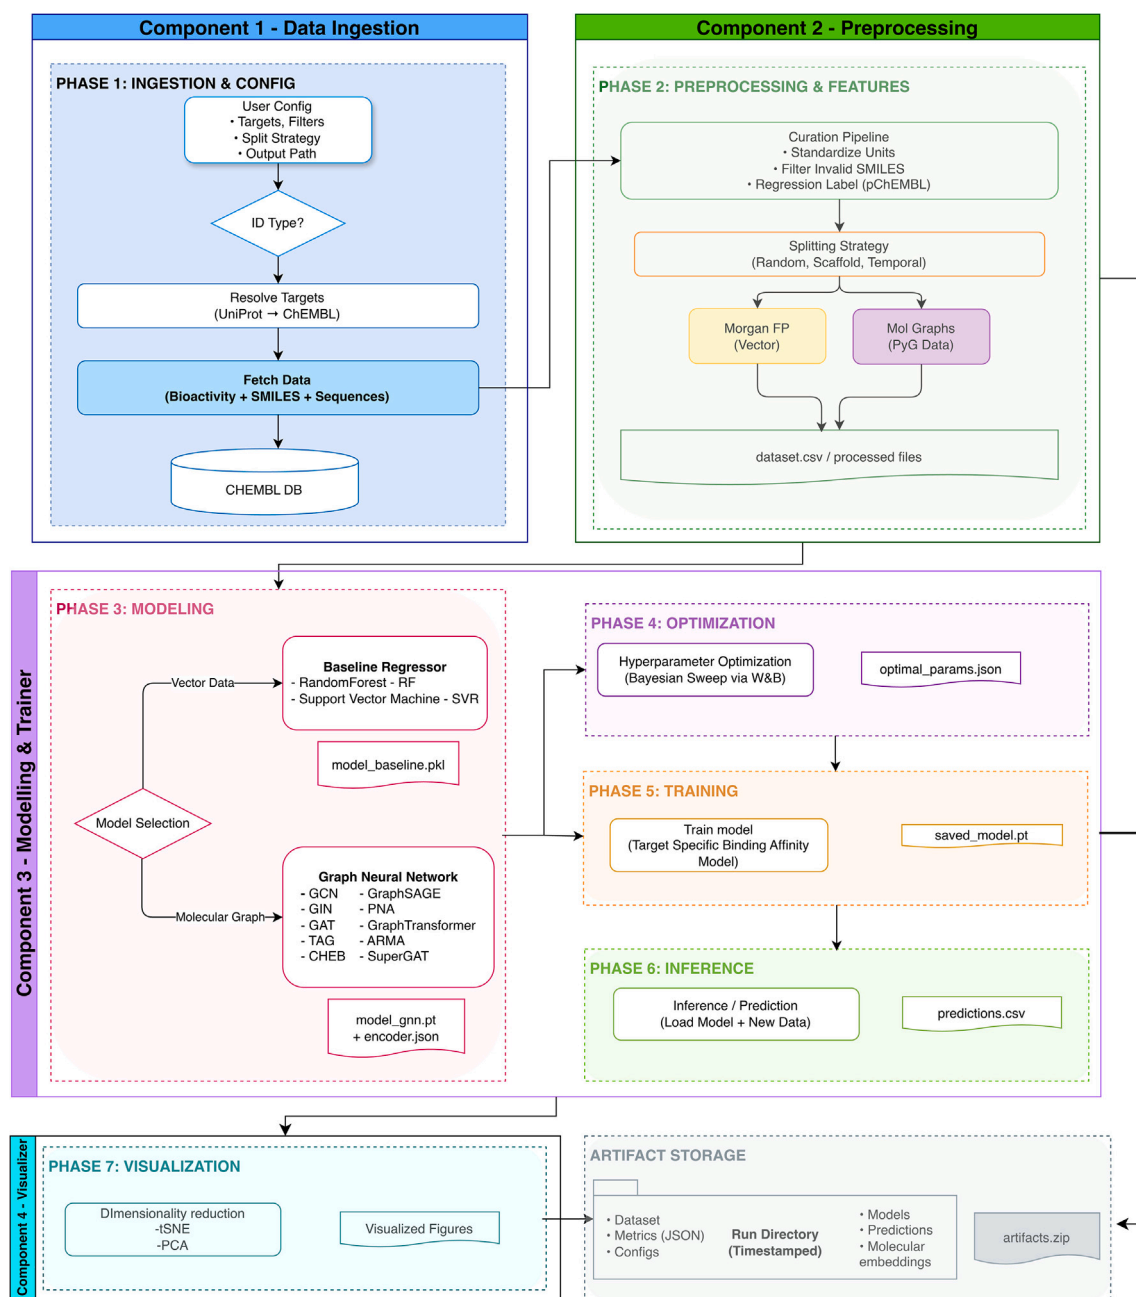 Component 1 - Data Ingestion
PHASE 1: INGESTION & CONFIG
User Config
• Targets, Filters
• Split Strategy
• Output Path
ID Type?
Resolve Targets
(UniProt → ChEMBL)
Fetch Data
(Bioactivity + SMILES + Sequences)
CHEMBL DB
Component 2 - Preprocessing
PHASE 2: PREPROCESSING & FEATURES
Curation Pipeline
• Standardize Units
• Filter Invalid SMILES
• Regression Label (pChEMBL)
Splitting Strategy
(Random, Scaffold, Temporal)
Morgan FP
(Vector)
Mol Graphs
(PyG Data)
dataset.csv / processed files
Component 3 - Modelling & Trainer
PHASE 3: MODELING
Model Selection
Vector Data
Baseline Regressor
- RandomForest - RF
- Support Vector Machine - SVR
model_baseline.pkl
Molecular Graph
Graph Neural Network
- GCN - GraphSAGE
- GIN - PNA
- GAT - GraphTransformer
- TAG - ARMA
- CHEB - SuperGAT
model_gnn.pt
+ encoder.json
PHASE 4: OPTIMIZATION
Hyperparameter Optimization
(Bayesian Sweep via W&B)
optimal_params.json
PHASE 5: TRAINING
Train model
(Target Specific Binding Affinity
Model)
saved_model.pt
PHASE 6: INFERENCE
Inference / Prediction
(Load Model + New Data)
predictions.csv
Component 4 - Visualizer
PHASE 7: VISUALIZATION
DImensionality reduction
-tSNE
-PCA
Visualized Figures
ARTIFACT STORAGE
• Dataset
• Metrics (JSON)
• Configs
Run Directory
(Timestamped)
• Models
• Predictions
• Molecular
embeddings
artifacts.zip